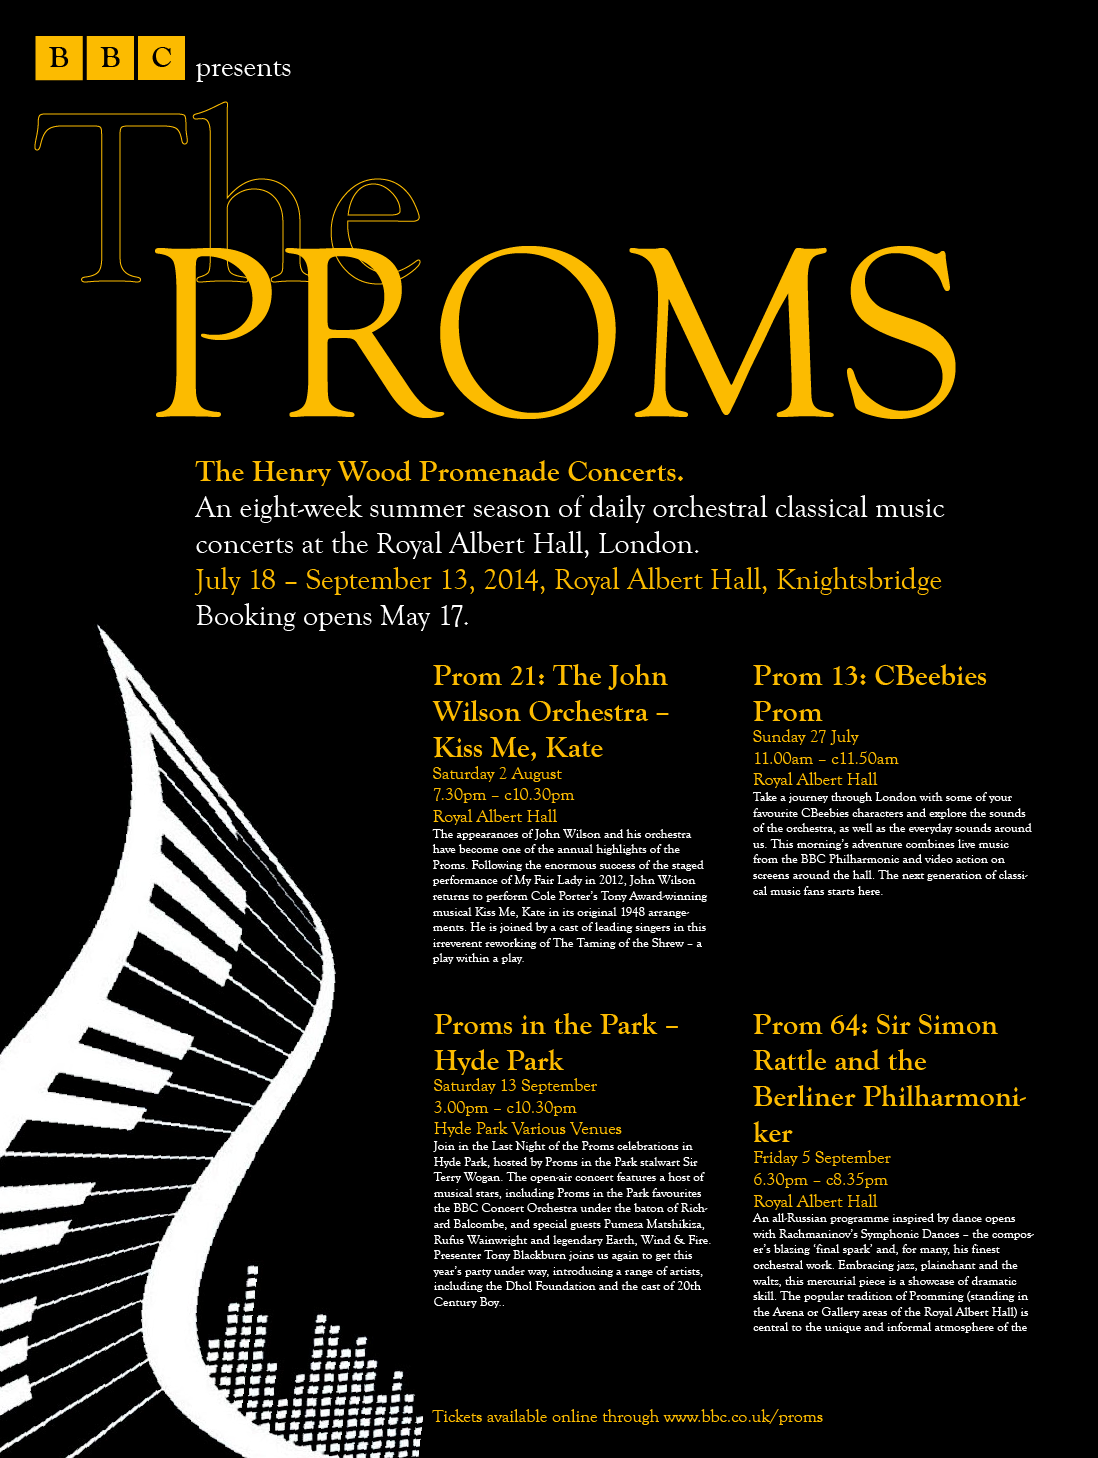 BBC presents
The
PROMS
The Henry Wood Promenade Concerts.
An eight-week summer season of daily orchestral classical music
concerts at the Royal Albert Hall, London.
July 18 – September 13, 2014, Royal Albert Hall, Knightsbridge
Booking opens May 17.
Prom 21: The John
Wilson Orchestra –
Kiss Me, Kate
Saturday 2 August
7.30pm – c10.30pm
Royal Albert Hall
The appearances of John Wilson and his orchestra
have become one of the annual highlights of the
Proms. Following the enormous success of the staged
performance of My Fair Lady in 2012, John Wilson
returns to perform Cole Porter's Tony Award-winning
musical Kiss Me, Kate in its original 1948 arrange-
ments. He is joined by a cast of leading singers in this
irreverent reworking of The Taming of the Shrew – a
play within a play.
Prom 13: CBeebies
Prom
Sunday 27 July
11.00am – c11.50am
Royal Albert Hall
Take a journey through London with some of your
favourite CBeebies characters and explore the sounds
of the orchestra, as well as the everyday sounds around
us. This morning's adventure combines live music
from the BBC Philharmonic and video action on
screens around the hall. The next generation of classi-
cal music fans starts here.
Proms in the Park –
Hyde Park
Saturday 13 September
3.00pm – c10.30pm
Hyde Park Various Venues
Join in the Last Night of the Proms celebrations in
Hyde Park, hosted by Proms in the Park stalwart Sir
Terry Wogan. The open-air concert features a host of
musical stars, including Proms in the Park favourites
the BBC Concert Orchestra under the baton of Rich-
ard Balcombe, and special guests Pumeza Matshikiza,
Rufus Wainwright and legendary Earth, Wind & Fire.
Presenter Tony Blackburn joins us again to get this
year's party under way, introducing a range of artists,
including the Dhol Foundation and the cast of 20th
Century Boy..
Prom 64: Sir Simon
Rattle and the
Berliner Philharmoni-
ker
Friday 5 September
6.30pm – c8.35pm
Royal Albert Hall
An all-Russian programme inspired by dance opens
with Rachmaninov's Symphonic Dances – the compos-
er's blazing 'final spark' and, for many, his finest
orchestral work. Embracing jazz, plainchant and the
waltz, this mercurial piece is a showcase of dramatic
skill. The popular tradition of Promming (standing in
the Arena or Gallery areas of the Royal Albert Hall) is
central to the unique and informal atmosphere of the
Tickets available online through www.bbc.co.uk/proms